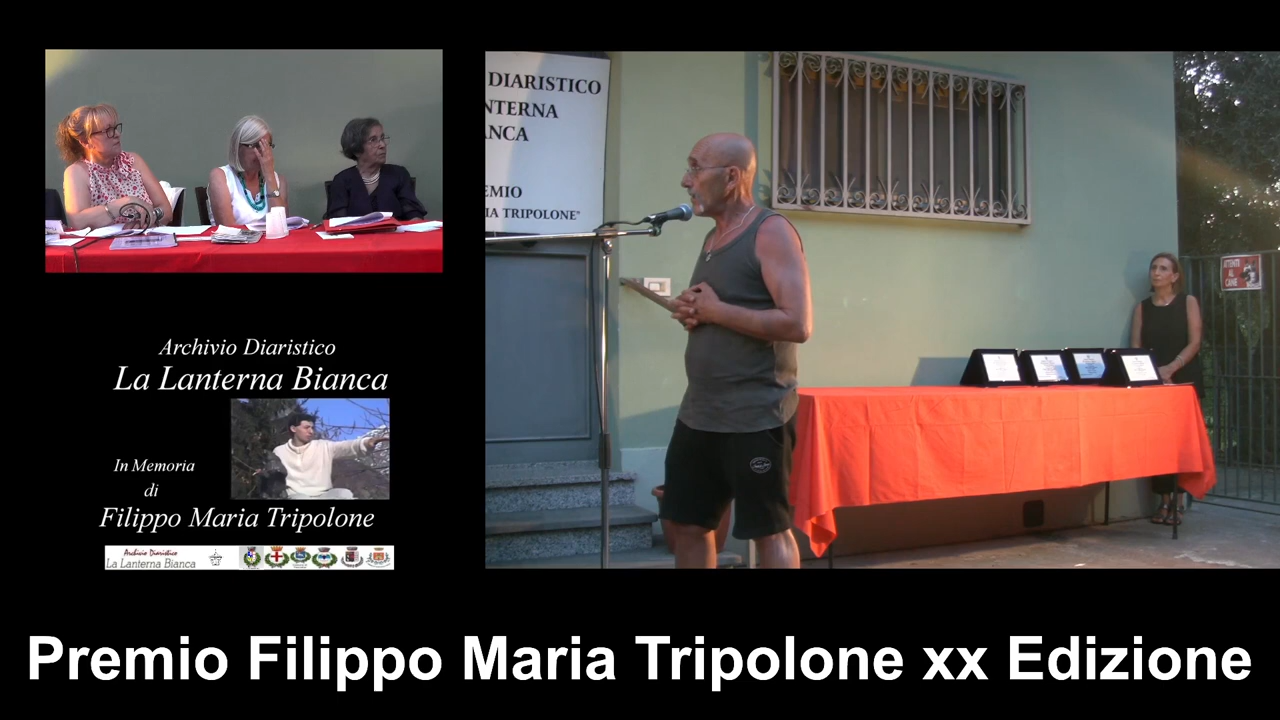 DIARISTICO
NTERNA
ANCA
EMIO
IA TRIPOLONE"
ATTENTI
AL
CANE
Archivio Diaristico
La Lanterna Bianca
In Memoria
di
Filippo Maria Tripolone
Archivio Diaristico
La Lanterna Bianca
Premio Filippo Maria Tripolone xx Edizione